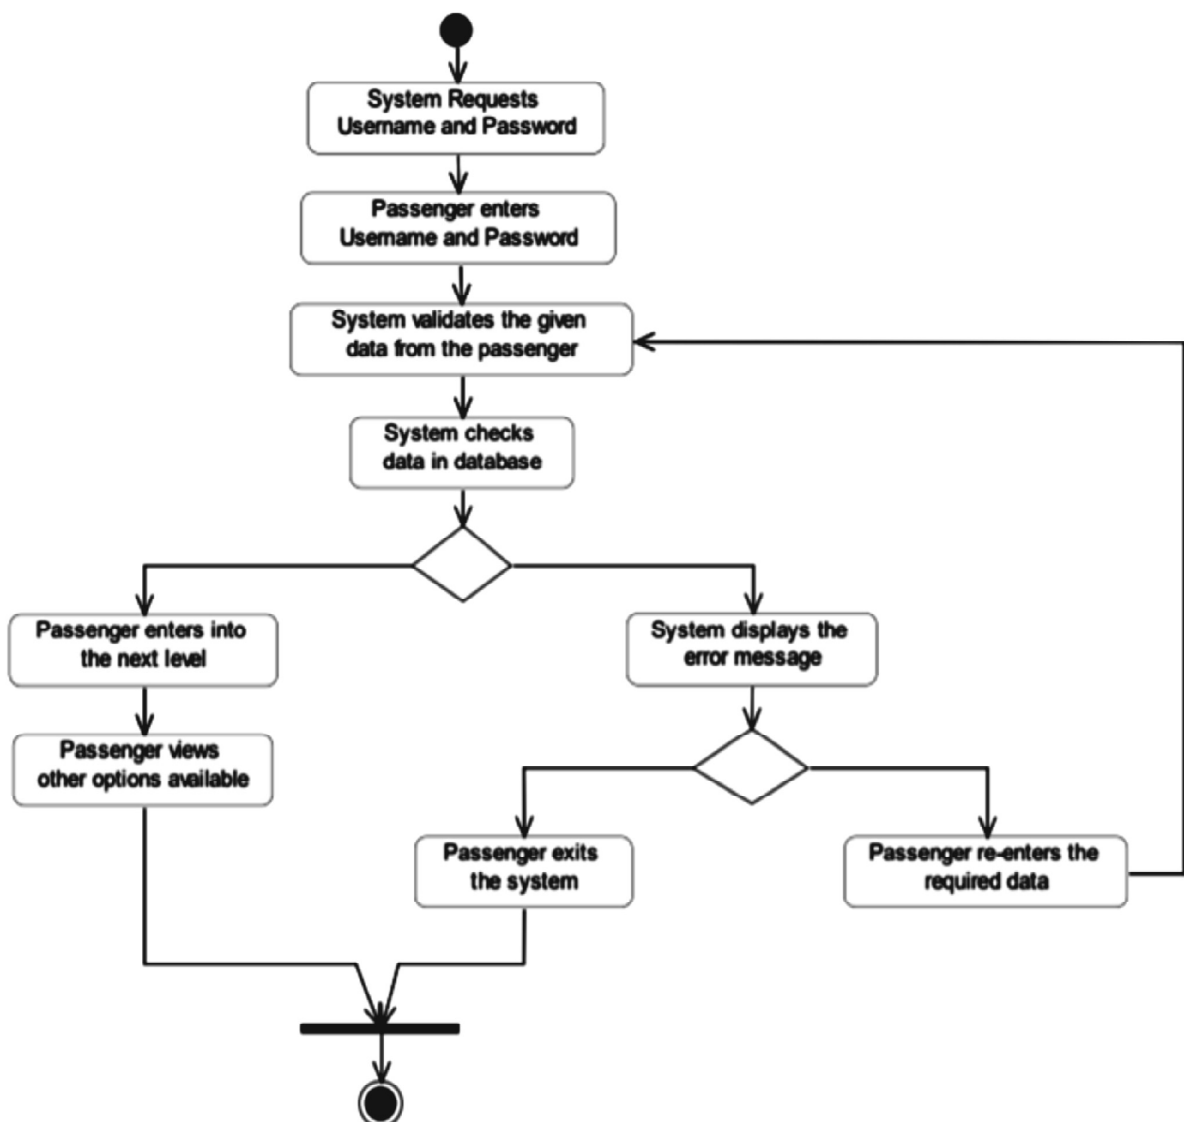 System Requests
Username and Password
Passenger enters
Username and Password
System validates the given
data from the passenger
System checks
data in database
Passenger enters into
the next level
System displays the
error message
Passenger views
other options available
Passenger exits
the system
Passenger re-enters the
required data